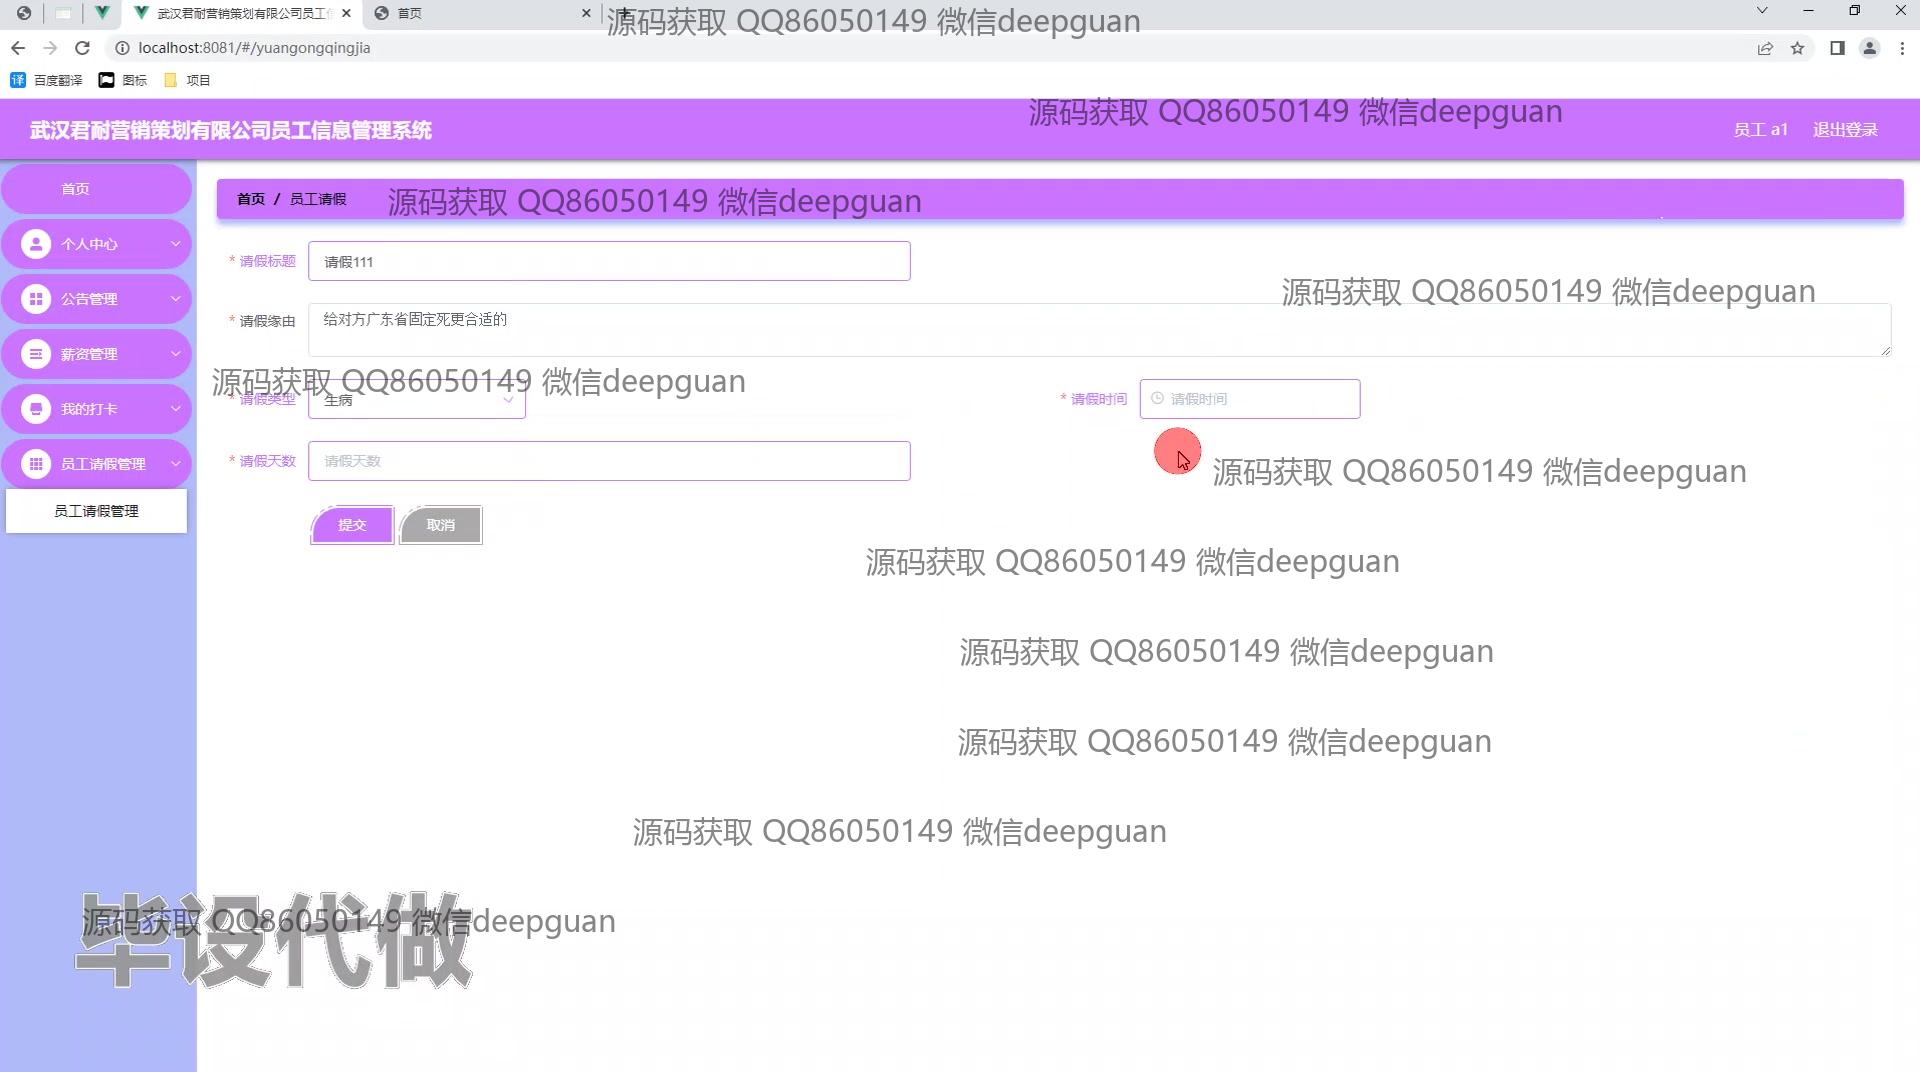 武汉君耐营销策划有限公司员工信
首页
源码获取 QQ86050149 微信deepguan
localhost:8081/#/yuangongqingjia
百度翻译
图标
项目
武汉君耐营销策划有限公司员工信息管理系统
源码获取 QQ86050149 微信deepguan
员工 a1
退出登录
首页
首页 / 员工请假
源码获取 QQ86050149 微信deepguan
个人中心
* 请假标题
请假111
公告管理
源码获取 QQ86050149 微信deepguan
* 请假缘由
给对方广东省固定死更合适的
薪资管理
源码获取 QQ86050149 微信deepguan
* 请假类型
生病
* 请假时间
请假时间
我的打卡
* 请假天数
请假天数
员工请假管理
源码获取 QQ86050149 微信deepguan
员工请假管理
提交
取消
源码获取 QQ86050149 微信deepguan
源码获取 QQ86050149 微信deepguan
源码获取 QQ86050149 微信deepguan
源码获取 QQ86050149 微信deepguan
源码获取 QQ86050149 微信deepguan
毕设代做